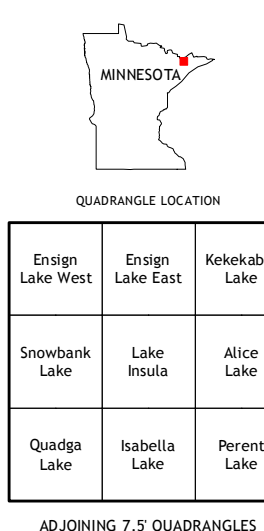 MINNESOTA
QUADRANGLE LOCATION
Ensign
Lake West
Ensign
Lake East
Kekekab
Lake
Snowbank
Lake
Lake
Insula
Alice
Lake
Quadga
Lake
Isabella
Lake
Perent
Lake
ADJOINING 7.5' QUADRANGLES